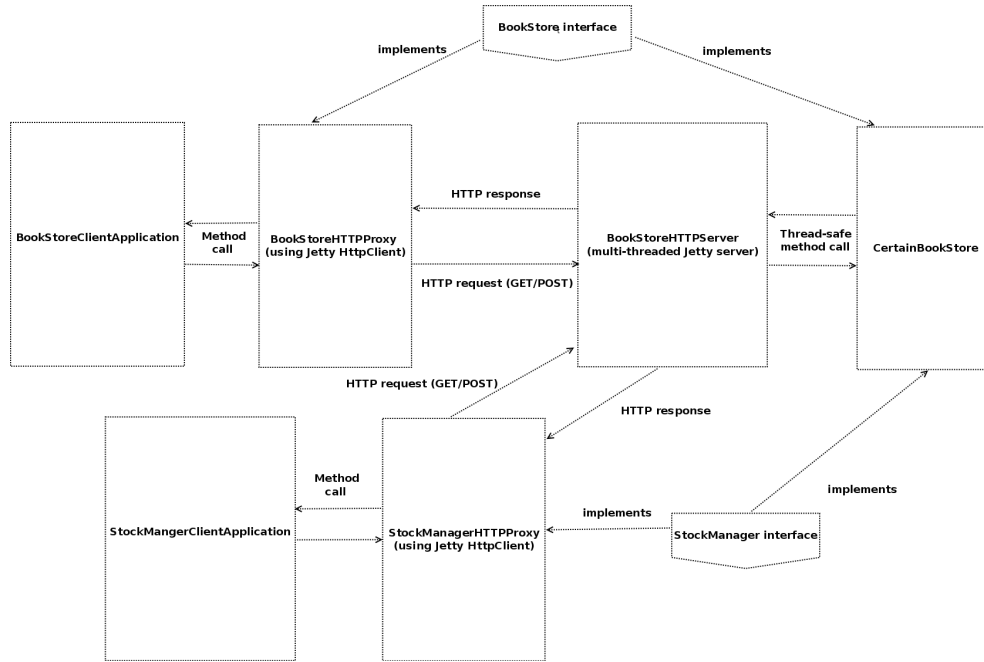 BookStore interface
implements
implements
HTTP response
BookStoreClientApplication
Method
call
BookStoreHTTPProxy
(using Jetty HttpClient)
BookStoreHTTPServer
(multi-threaded Jetty server)
Thread-safe
method call
CertainBookStore
HTTP request (GET/POST)
HTTP request (GET/POST)
HTTP response
Method
call
implements
implements
StockMangerClientApplication
StockManagerHTTPProxy
(using Jetty HttpClient)
StockManager interface